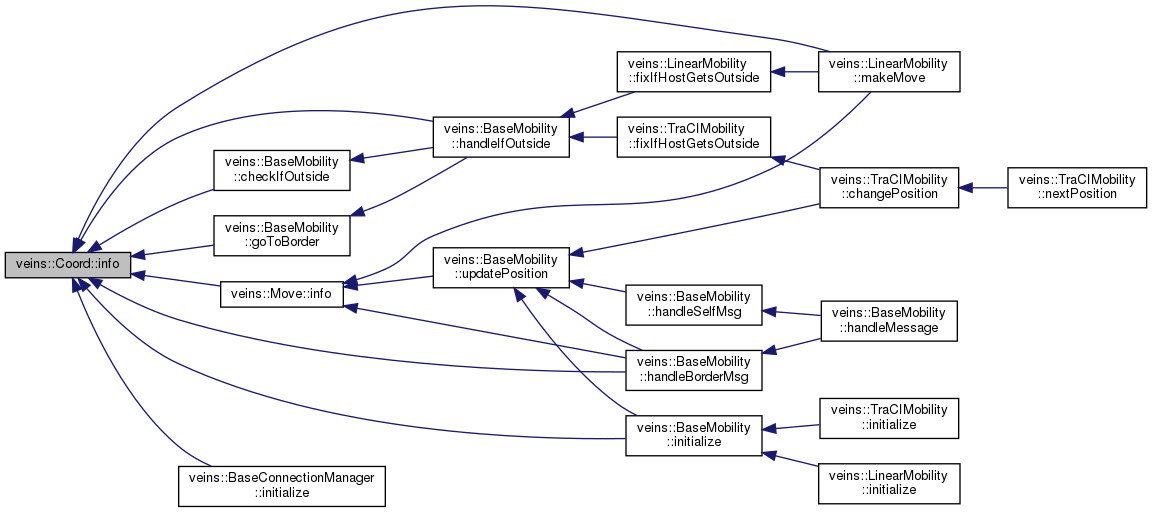 veins::LinearMobility
::fixIfHostGetsOutside
veins::LinearMobility
::makeMove
veins::BaseMobility
::handleIfOutside
veins::TraCIMobility
::fixIfHostGetsOutside
veins::BaseMobility
::checkIfOutside
veins::TraCIMobility
::changePosition
veins::TraCIMobility
::nextPosition
veins::BaseMobility
::goToBorder
veins::Coord::info
veins::BaseMobility
::updatePosition
veins::Move::info
veins::BaseMobility
::handleSelfMsg
veins::BaseMobility
::handleMessage
veins::BaseMobility
::handleBorderMsg
veins::TraCIMobility
::initialize
veins::BaseMobility
::initialize
veins::LinearMobility
::initialize
veins::BaseConnectionManager
::initialize